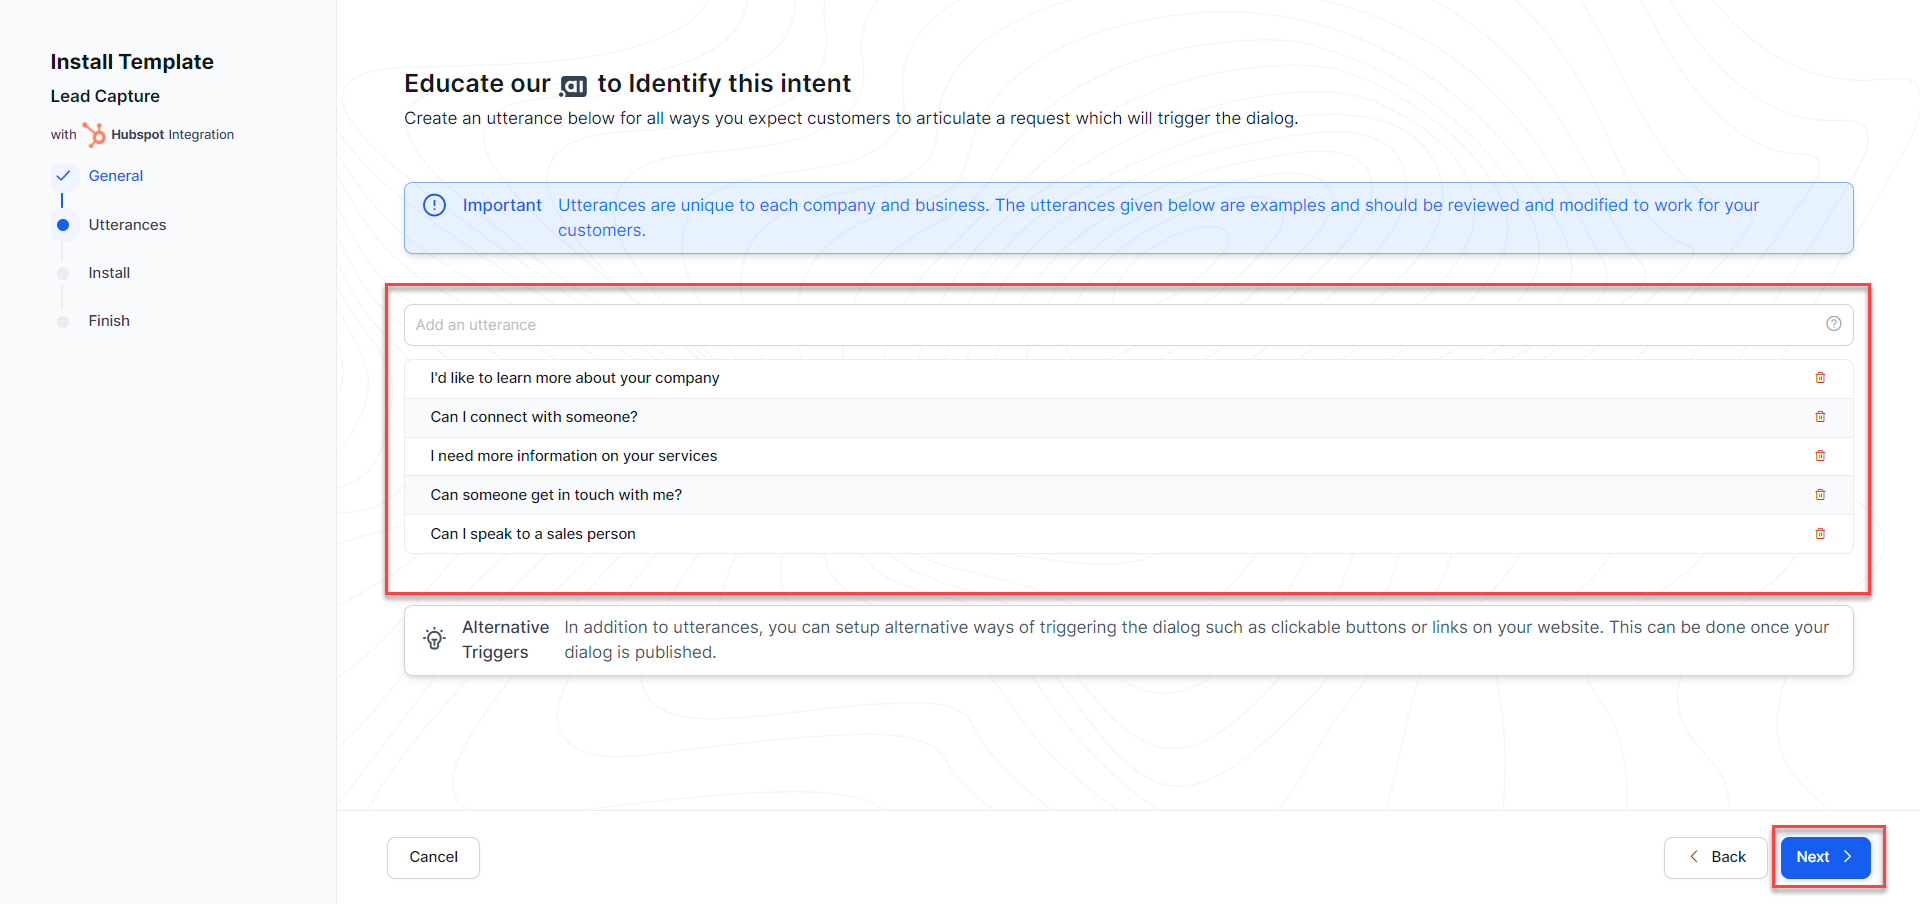 Install Template
Lead Capture
with Hubspot Integration
General
Utterances
Install
Finish
Educate our .ai to Identify this intent
Create an utterance below for all ways you expect customers to articulate a request which will trigger the dialog.
Important Utterances are unique to each company and business. The utterances given below are examples and should be reviewed and modified to work for your
customers.
Add an utterance
I'd like to learn more about your company
Can I connect with someone?
I need more information on your services
Can someone get in touch with me?
Can I speak to a sales person
Alternative In addition to utterances, you can setup alternative ways of triggering the dialog such as clickable buttons or links on your website. This can be done once your
Triggers dialog is published.
Cancel
Back
Next